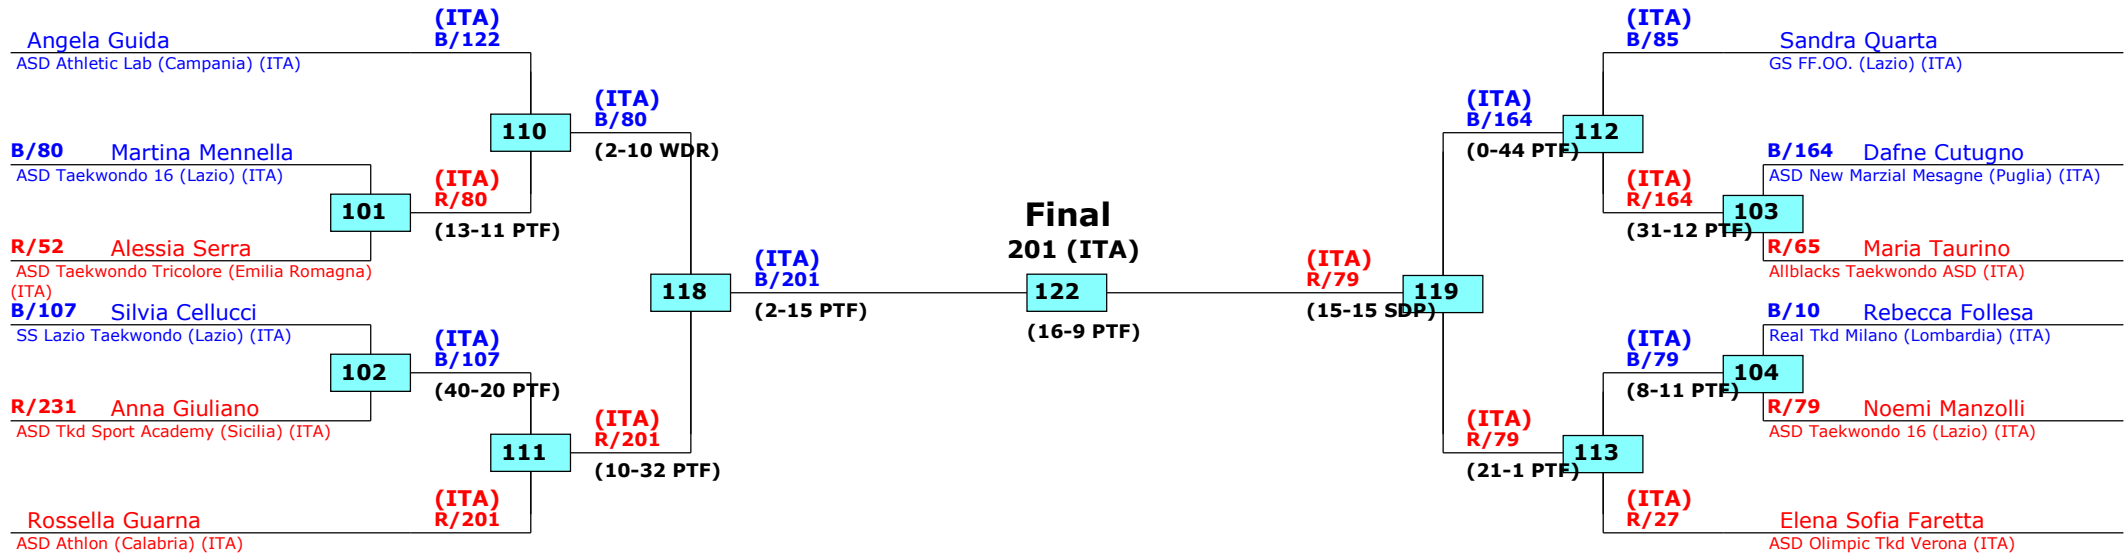 (ITA)
B/122
Angela Guida
ASD Athletic Lab (Campania) (ITA)
110
(ITA)
B/80
(2-10 WDR)
B/80 Martina Mennella
ASD Taekwondo 16 (Lazio) (ITA)
101
(ITA)
R/80
(13-11 PTF)
R/52 Alessia Serra
ASD Taekwondo Tricolore (Emilia Romagna)
(ITA)
118
(ITA)
B/201
(2-15 PTF)
B/107 Silvia Cellucci
SS Lazio Taekwondo (Lazio) (ITA)
102
(ITA)
B/107
(40-20 PTF)
R/231 Anna Giuliano
ASD Tkd Sport Academy (Sicilia) (ITA)
111
(ITA)
R/201
(10-32 PTF)
(ITA)
R/201
Rossella Guarna
ASD Athlon (Calabria) (ITA)
Final
201 (ITA)
122
(16-9 PTF)
(ITA)
B/85
Sandra Quarta
GS FF.OO. (Lazio) (ITA)
(ITA)
B/164
(0-44 PTF)
112
B/164 Dafne Cutugno
ASD New Marzial Mesagne (Puglia) (ITA)
(ITA)
R/164
(31-12 PTF)
103
R/65 Maria Taurino
Allblacks Taekwondo ASD (ITA)
(ITA)
R/79
(15-15 SDP)
119
B/10 Rebecca Follesa
Real Tkd Milano (Lombardia) (ITA)
(ITA)
B/79
(8-11 PTF)
104
R/79 Noemi Manzolli
ASD Taekwondo 16 (Lazio) (ITA)
(ITA)
R/79
(21-1 PTF)
113
(ITA)
R/27
Elena Sofia Faretta
ASD Olimpic Tkd Verona (ITA)